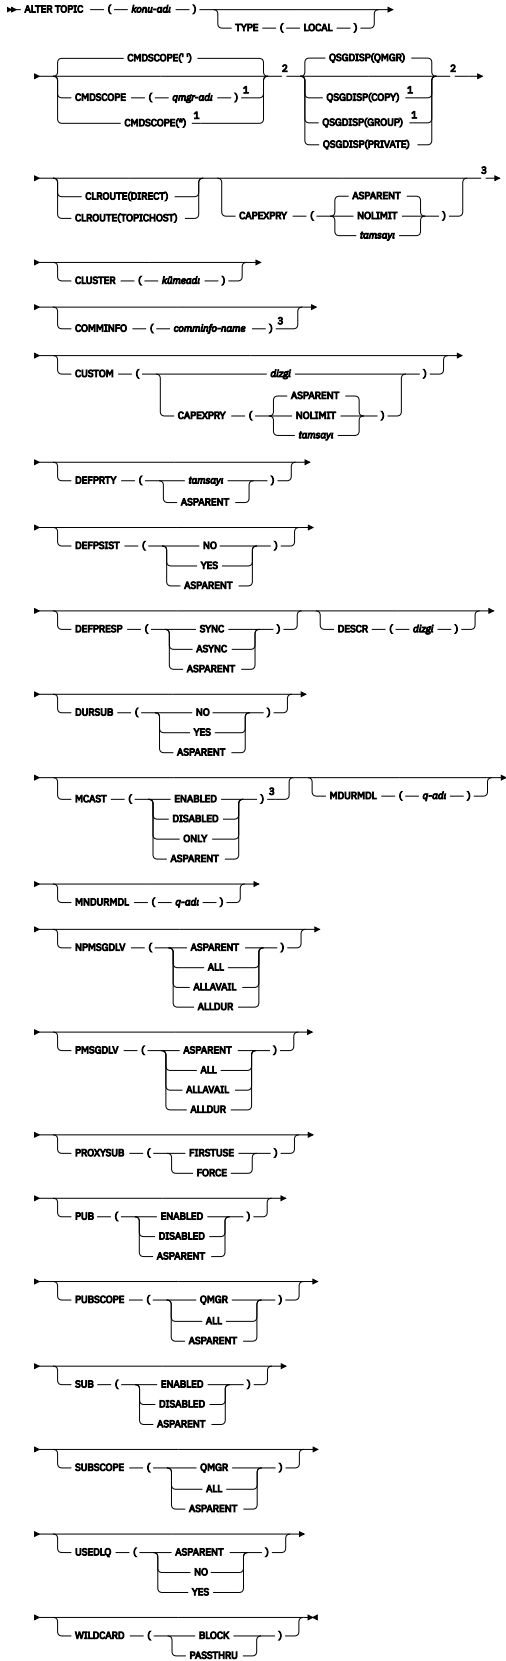 ALTER TOPIC ( konu-adı )
TYPE ( LOCAL )
CMDSCOPE(' ')
CMDSCOPE ( qmgr-adı ) 1
CMDSCOPE(*) 1
2
QSGDISP(QMGR)
QSGDISP(COPY) 1
QSGDISP(GROUP) 1
QSGDISP(PRIVATE)
2
CLROUTE(DIRECT)
CLROUTE(TOPICHOST)
CAPEXPRY ( ASPARENT )
NOLIMIT
tamsayı
3
CLUSTER ( kümeadı )
COMMINFO ( comminfo-name ) 3
CUSTOM ( dizgi )
CAPEXPRY ( ASPARENT )
NOLIMIT
tamsayı
DEFPRTY ( tamsayı )
ASPARENT
DEFPSIST ( NO )
YES
ASPARENT
DEFPRESP ( SYNC )
ASYNC
ASPARENT
DESCR ( dizgi )
DURSUB ( NO )
YES
ASPARENT
MCAST ( ENABLED ) 3
DISABLED
ONLY
ASPARENT
MDURMDL ( q-adı )
MNDURMDL ( q-adı )
NPMSGDLV ( ASPARENT )
ALL
ALLAVAIL
ALLDUR
PMSGDLV ( ASPARENT )
ALL
ALLAVAIL
ALLDUR
PROXYSUB ( FIRSTUSE )
FORCE
PUB ( ENABLED )
DISABLED
ASPARENT
PUBSCOPE ( QMGR )
ALL
ASPARENT
SUB ( ENABLED )
DISABLED
ASPARENT
SUBSCOPE ( QMGR )
ALL
ASPARENT
USEDLQ ( ASPARENT )
NO
YES
WILDCARD ( BLOCK )
PASSTHRU